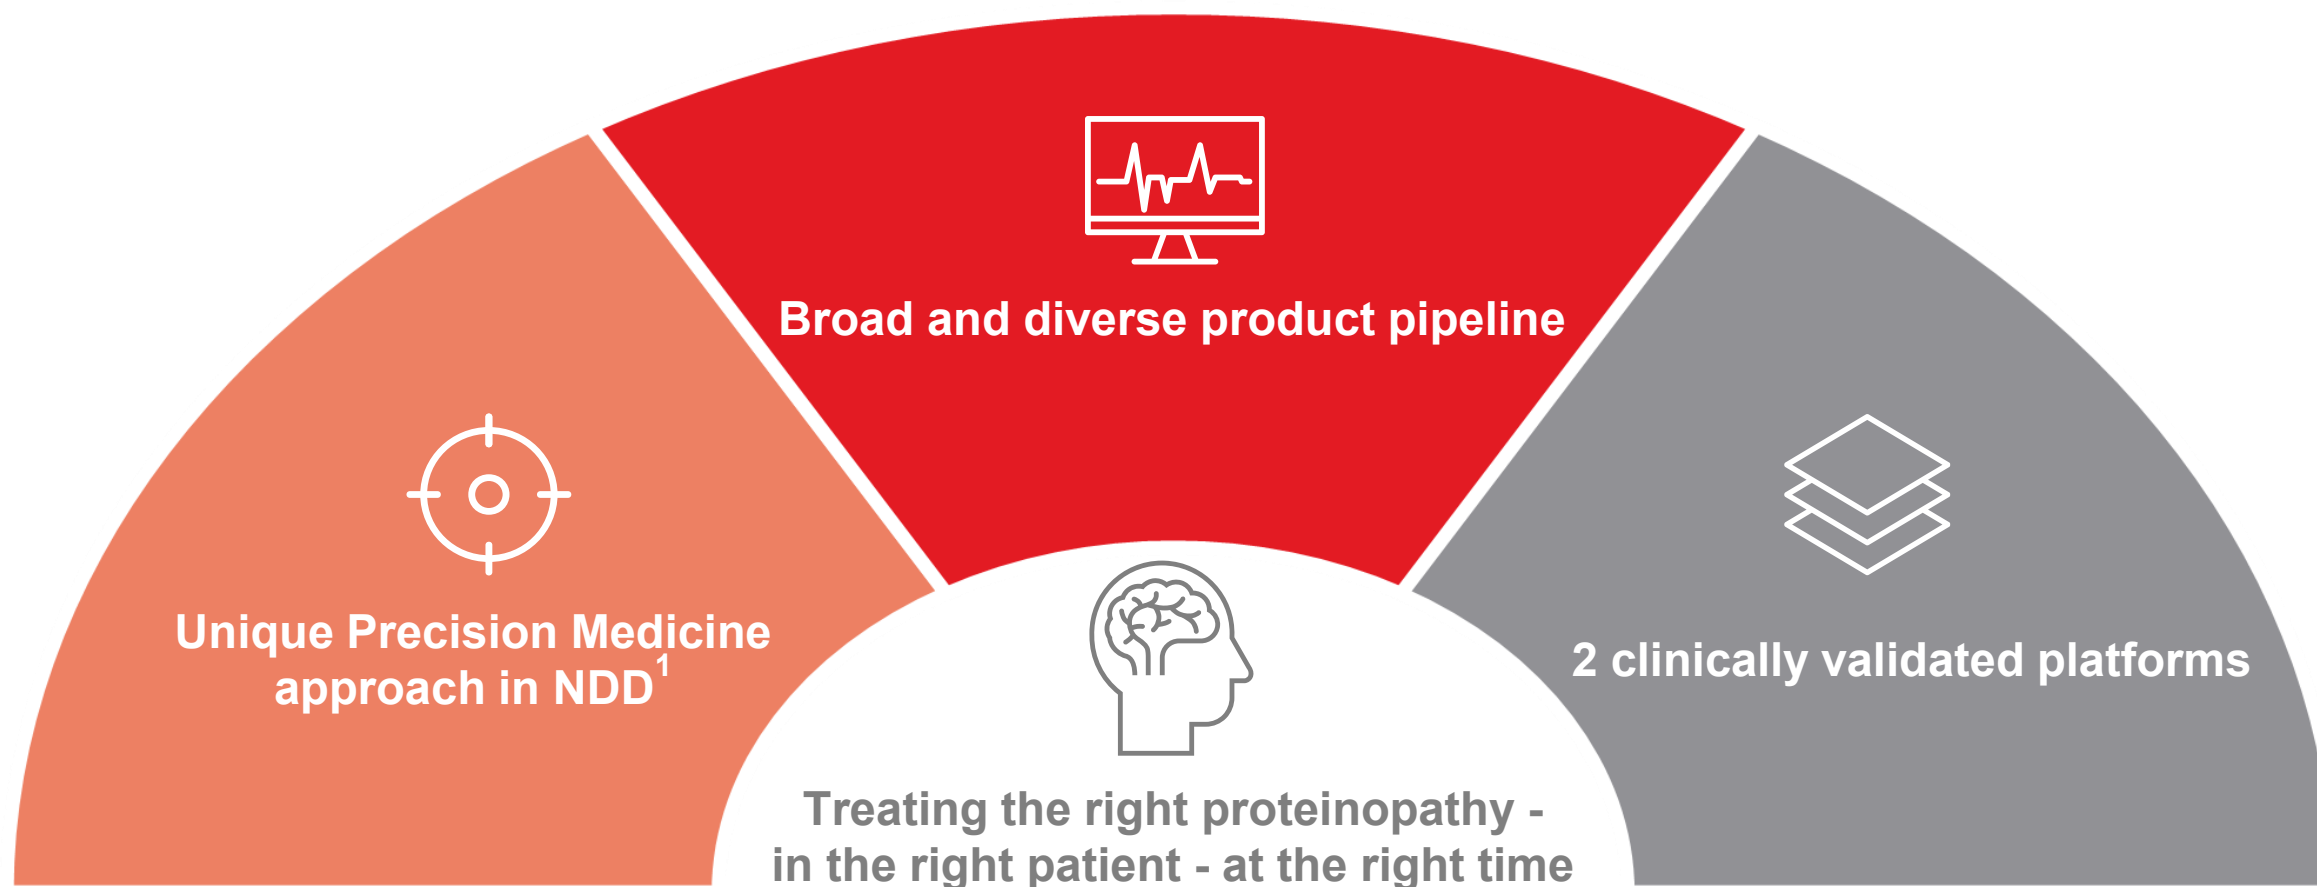 Broad and diverse product pipeline
Unique Precision Medicine
approach in NDD1
2 clinically validated platforms
Treating the right proteinopathy -
in the right patient - at the right time